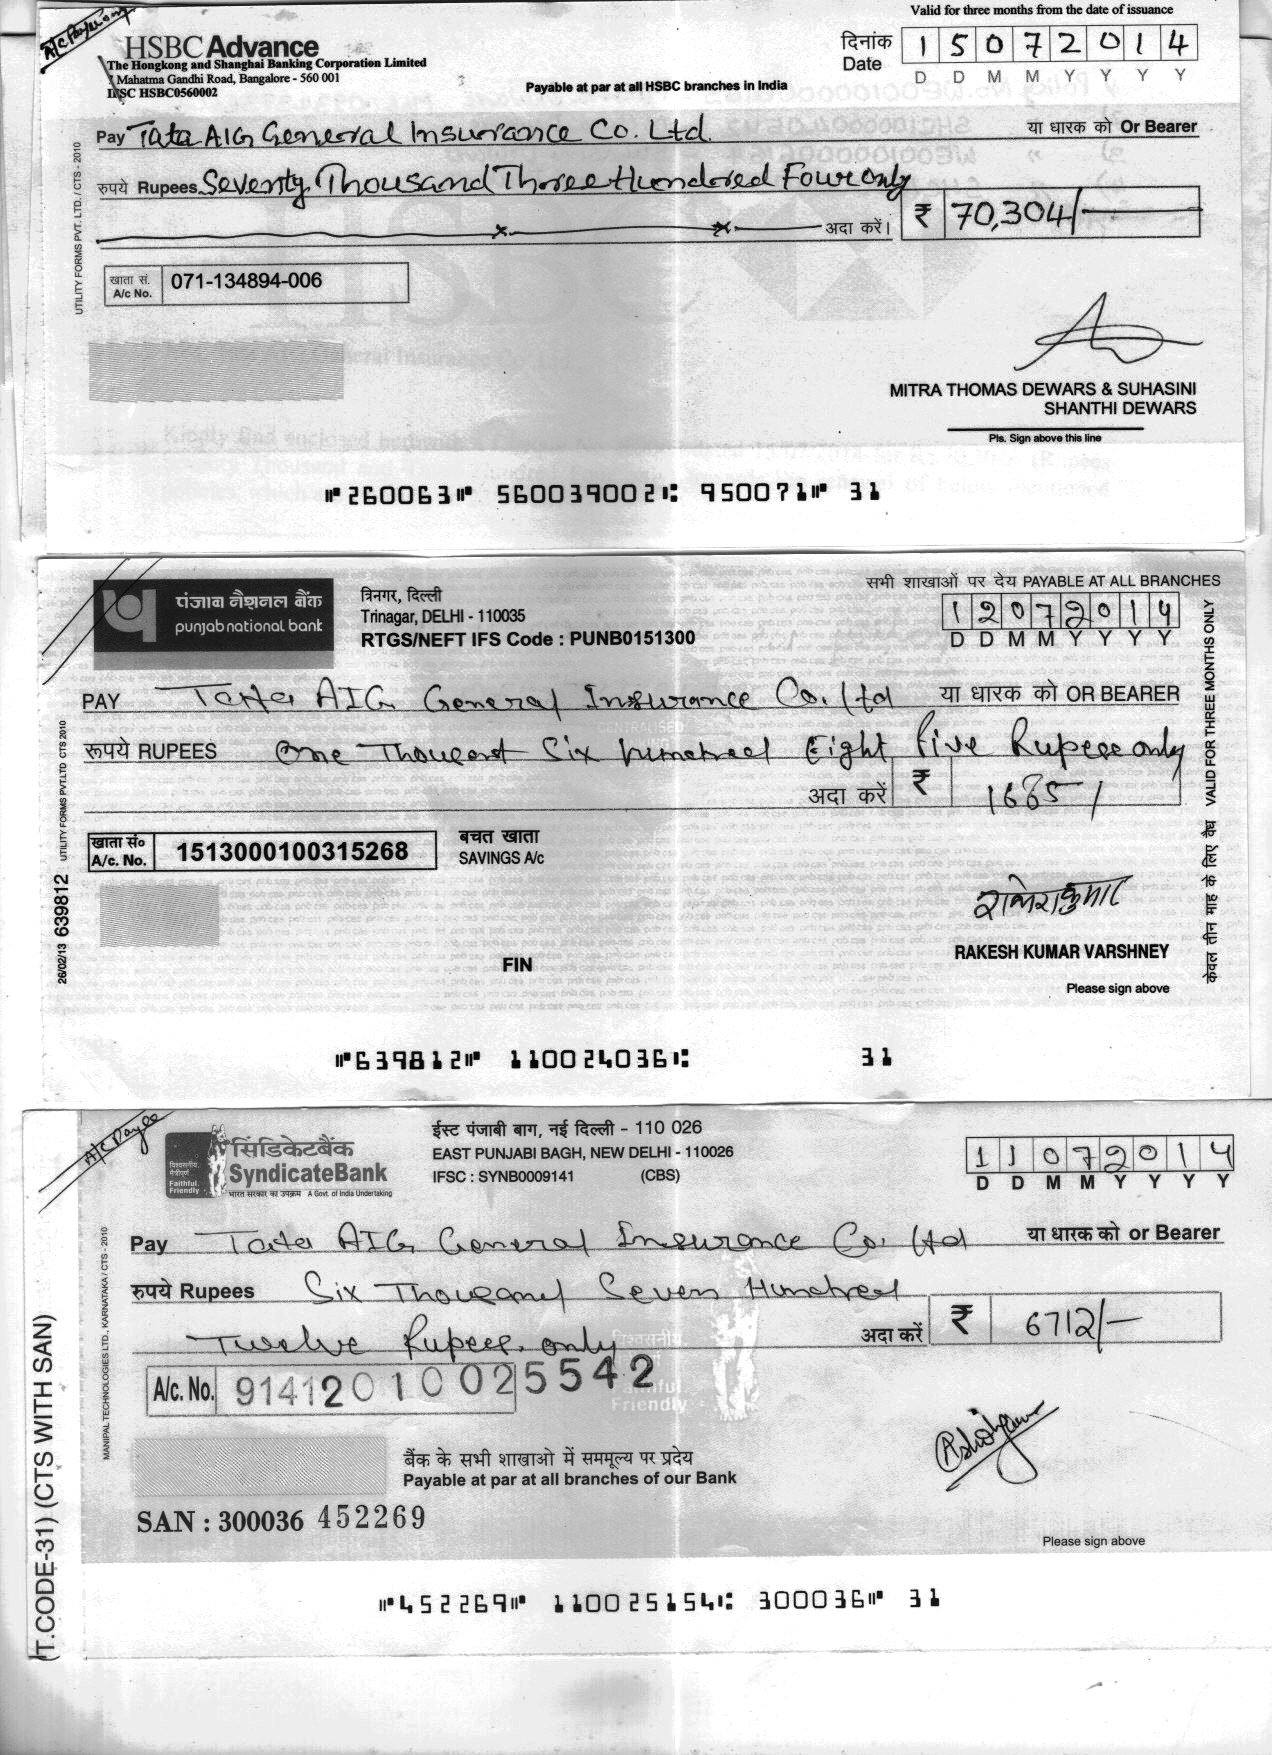 A/C Payee only
HSBC Advance
The Hongkong and Shanghai Banking Corporation Limited
Mahatma Gandhi Road, Bangalore - 560 001
IFSC HSBC0560002
Payable at par at all HSBC branches in India
Valid for three months from the date of issuance
दिनांक
Date
1 5 0 7 2 0 1 4
D D M M Y Y Y Y
Pay Tata AIG General Insurance Co. Ltd. या धारक को Or Bearer
रुपये Rupees Seventy Thousand Three Hundred Four Only
अदा करें। ₹ 70,304/-
खाता सं.
A/c No.
071-134894-006
UTILITY FORMS PVT. LTD. / CTS - 2010
MITRA THOMAS DEWARS & SUHASINI
SHANTHI DEWARS
Pls. Sign above this line
⑈260063⑈ 560039002⑆ 950071⑈ 31
पंजाब नैशनल बैंक
punjab national bank
त्रिनगर, दिल्ली
Trinagar, DELHI - 110035
RTGS/NEFT IFS Code : PUNB0151300
सभी शाखाओं पर देय PAYABLE AT ALL BRANCHES
1 2 0 7 2 0 1 4
D D M M Y Y Y Y
PAY Tata AIG General Insurance Co. Ltd या धारक को OR BEARER
रूपये RUPEES One Thousand Six hundred Eight five Rupees only
अदा करें ₹ 1685/
खाता सं०
A/c. No.
1513000100315268
बचत खाता
SAVINGS A/c
UTILITY FORMS PVT.LTD CTS 2010
26/02/13 639812
केवल तीन माह के लिए वैध VALID FOR THREE MONTHS ONLY
FIN
RAKESH KUMAR VARSHNEY
Please sign above
⑈639812⑈ 110024036⑆ 31
A/C Payee
सिंडिकेटबैंक
SyndicateBank
विश्वसनीय, मैत्रीपूर्ण
Faithful, Friendly
भारत सरकार का उपक्रम A Govt. of India Undertaking
ईस्ट पंजाबी बाग, नई दिल्ली - 110 026
EAST PUNJABI BAGH, NEW DELHI - 110026
IFSC : SYNB0009141 (CBS)
1 1 0 7 2 0 1 4
D D M M Y Y Y Y
Pay Tata AIG General Insurance Co. Ltd या धारक को or Bearer
रुपये Rupees Six Thousand Seven Hundred
Twelve Rupees only अदा करें ₹ 6712/-
A/c. No. 91412010025542
Faithful
Friendly
बैंक के सभी शाखाओ में सममूल्य पर प्रदेय
Payable at par at all branches of our Bank
SAN : 300036 452269
MANIPAL TECHNOLOGIES LTD., KARNATAKA / CTS - 2010
(T.CODE-31) (CTS WITH SAN)
Please sign above
⑈452269⑈ 110025154⑆ 300036⑈ 31